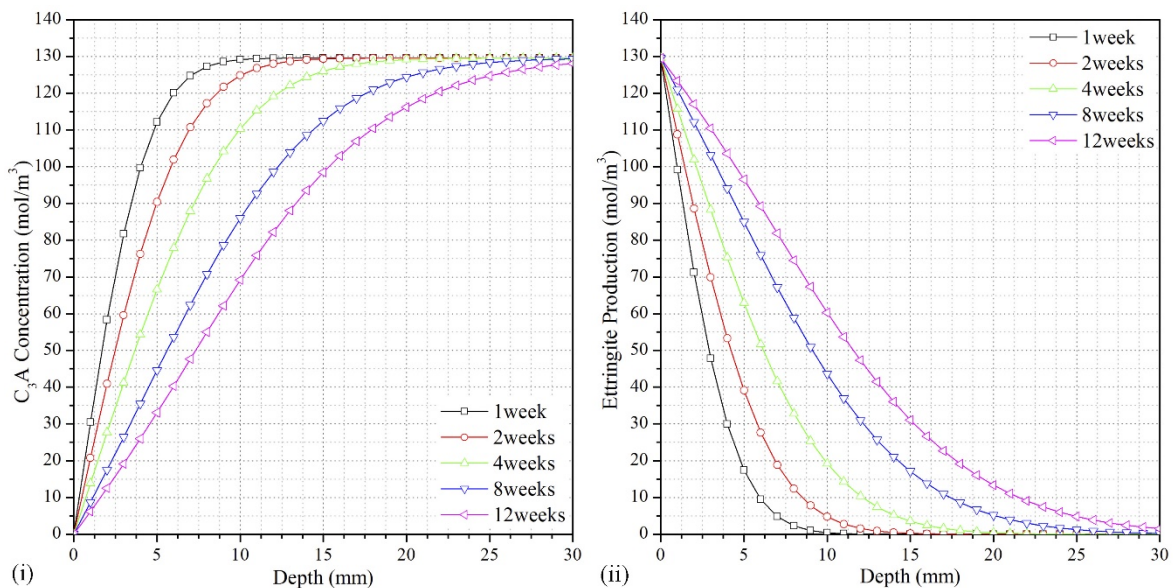 140
130
120
110
100
90
80
70
60
50
40
30
20
10
0
C₃A Concentration (mol/m³)
1week
2weeks
4weeks
8weeks
12weeks
0 5 10 15 20 25 30
Depth (mm)
(i)
140
130
120
110
100
90
80
70
60
50
40
30
20
10
0
Ettringite Production (mol/m³)
1week
2weeks
4weeks
8weeks
12weeks
0 5 10 15 20 25 30
Depth (mm)
(ii)